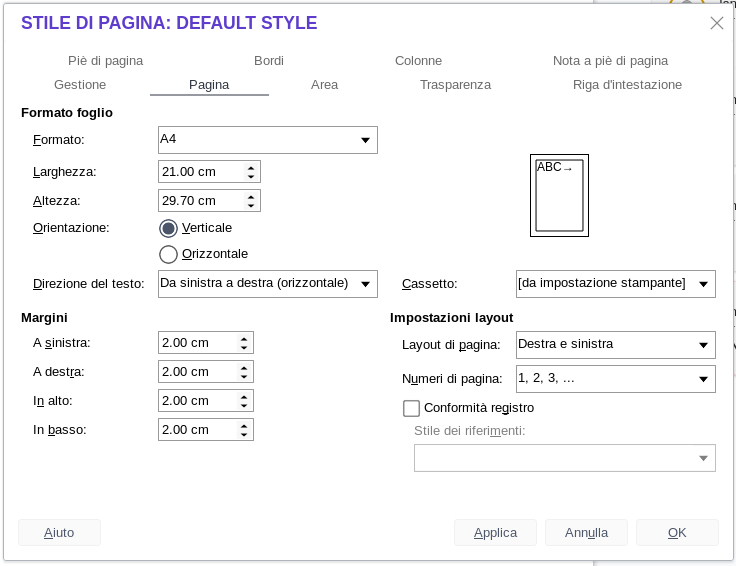 STILE DI PAGINA: DEFAULT STYLE
Piè di pagina Bordi Colonne Nota a piè di pagina
Gestione Pagina Area Trasparenza Riga d'intestazione
Formato foglio
Formato: A4
Larghezza: 21.00 cm
Altezza: 29.70 cm
ABC→
Orientazione: Verticale
Orizzontale
Direzione del testo: Da sinistra a destra (orizzontale) Cassetto: [da impostazione stampante]
Margini Impostazioni layout
A sinistra: 2.00 cm Layout di pagina: Destra e sinistra
A destra: 2.00 cm Numeri di pagina: 1, 2, 3, ...
In alto: 2.00 cm Conformità registro
In basso: 2.00 cm Stile dei riferimenti:
Aiuto Applica Annulla OK